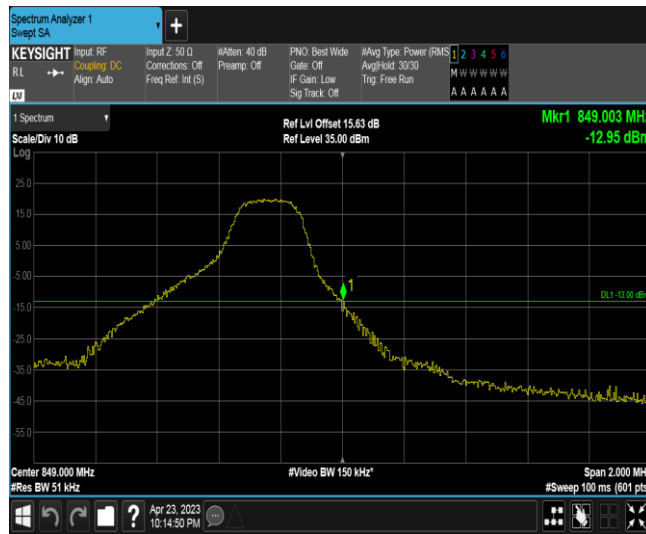 Spectrum Analyzer 1
Swept SA
KEYSIGHT
RL
LXI
Input: RF
Coupling: DC
Align: Auto
Input Z: 50 Ω
Corrections: Off
Freq Ref: Int (S)
#Atten: 40 dB
Preamp: Off
PNO: Best Wide
Gate: Off
IF Gain: Low
Sig Track: Off
#Avg Type: Power (RMS
Avg|Hold: 30/30
Trig: Free Run
1 2 3 4 5 6
M W W W W W
A A A A A A
1 Spectrum
Scale/Div 10 dB
Log
Ref Lvl Offset 15.63 dB
Ref Level 35.00 dBm
Mkr1 849.003 MHz
-12.95 dBm
25.0
15.0
5.00
-5.00
-15.0
-25.0
-35.0
-45.0
-55.0
1
DL1 -13.00 dBm
Center 849.000 MHz
#Res BW 51 kHz
#Video BW 150 kHz*
Span 2.000 MHz
#Sweep 100 ms (601 pts
?
Apr 23, 2023
10:14:50 PM